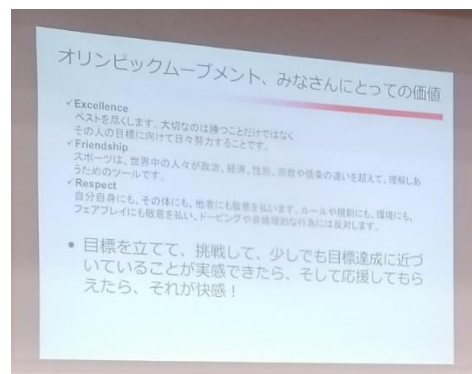 オリンピックムーブメント、みなさんにとっての価値
✓Excellence
ベストを尽くします。大切なのは勝つことだけではなく
その人の目標に向けて日々努力することです。
✓Friendship
スポーツは、世界中の人々が政治、経済、性別、宗教や信条の違いを超えて、理解しあ
うためのツールです。
✓Respect
自分自身にも、その体にも、他者にも敬意を払います。ルールや規則にも、環境にも、
フェアプレイにも敬意を払い、ドーピングや非倫理的な行為には反対します。
• 目標を立てて、挑戦して、少しでも目標達成に近づ
いていることが実感できたら、そして応援してもら
えたら、それが快感！